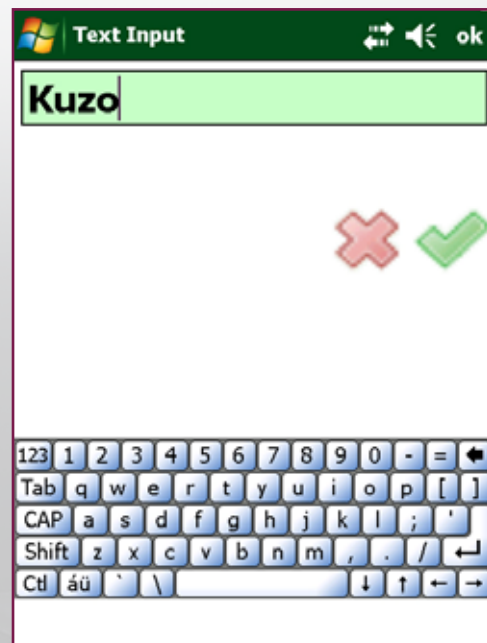 Text Input ok
Kuzo
123 1 2 3 4 5 6 7 8 9 0 - =
Tab q w e r t y u i o p [ ]
CAP a s d f g h j k l ; '
Shift z x c v b n m , . /
Ctl áü ` \